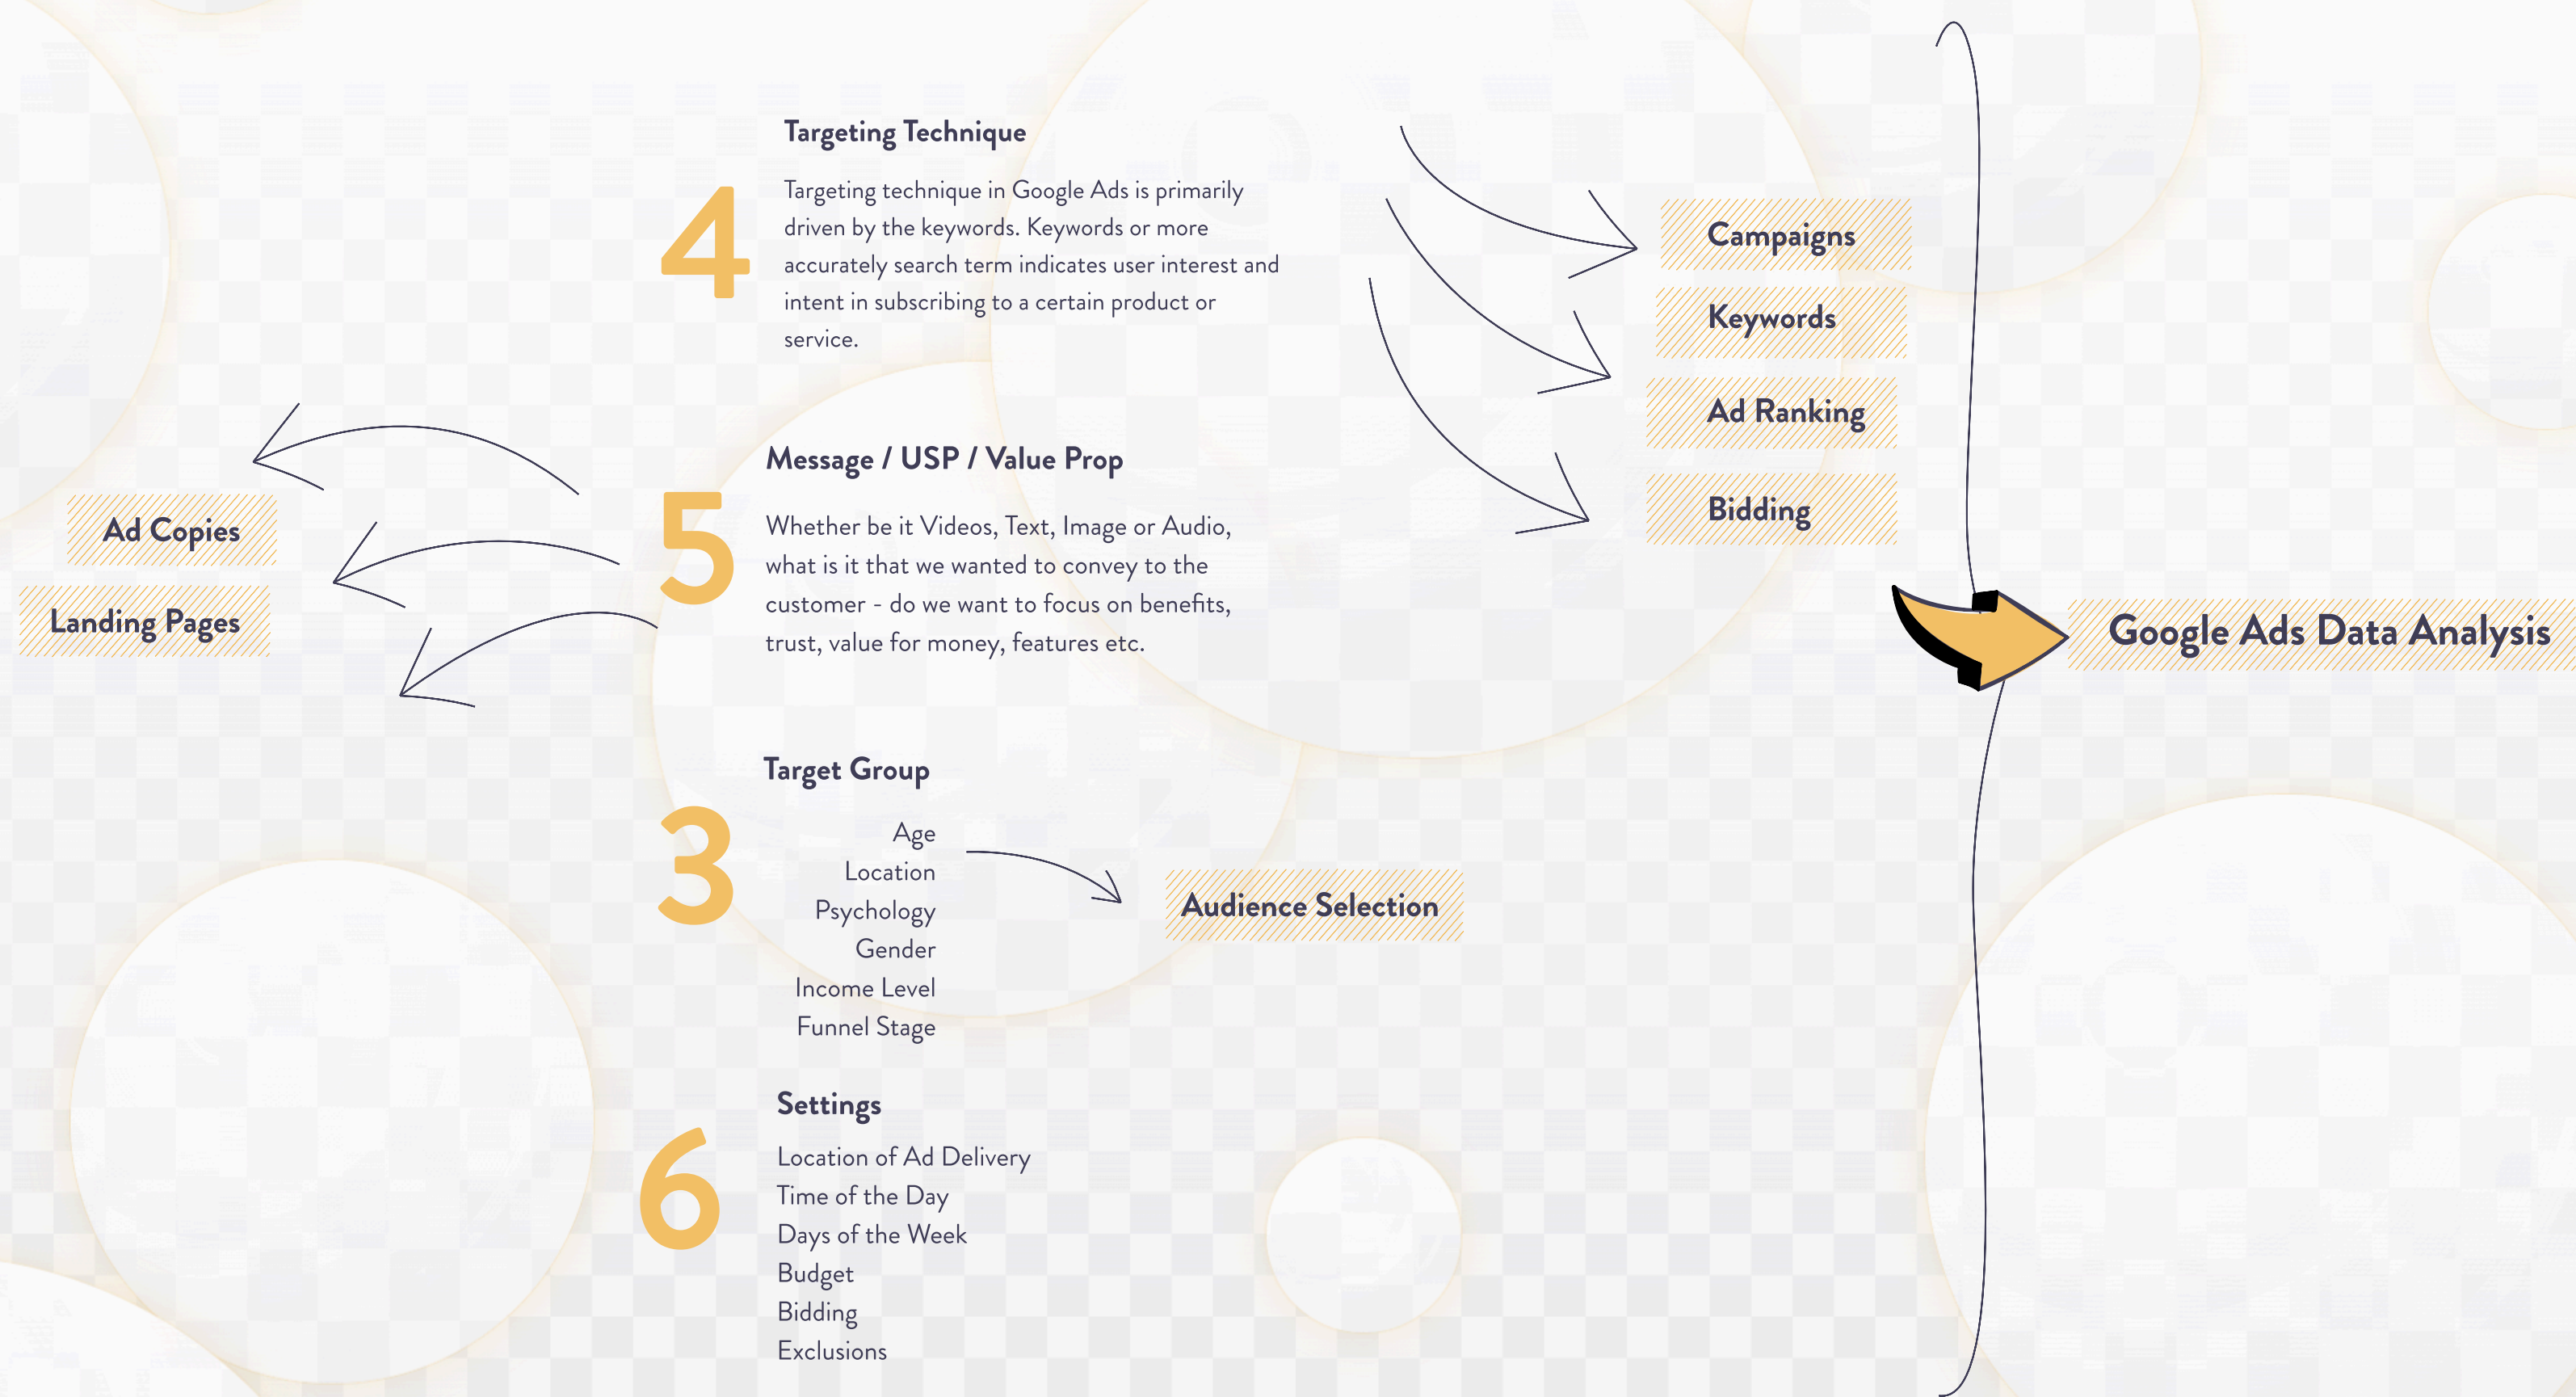 Targeting Technique
4
Targeting technique in Google Ads is primarily
driven by the keywords. Keywords or more
accurately search term indicates user interest and
intent in subscribing to a certain product or
service.
Campaigns
Keywords
Ad Ranking
Bidding
Message / USP / Value Prop
5
Whether be it Videos, Text, Image or Audio,
what is it that we wanted to convey to the
customer - do we want to focus on benefits,
trust, value for money, features etc.
Ad Copies
Landing Pages
Google Ads Data Analysis
Target Group
3
Age
Location
Psychology
Gender
Income Level
Funnel Stage
Audience Selection
Settings
6
Location of Ad Delivery
Time of the Day
Days of the Week
Budget
Bidding
Exclusions